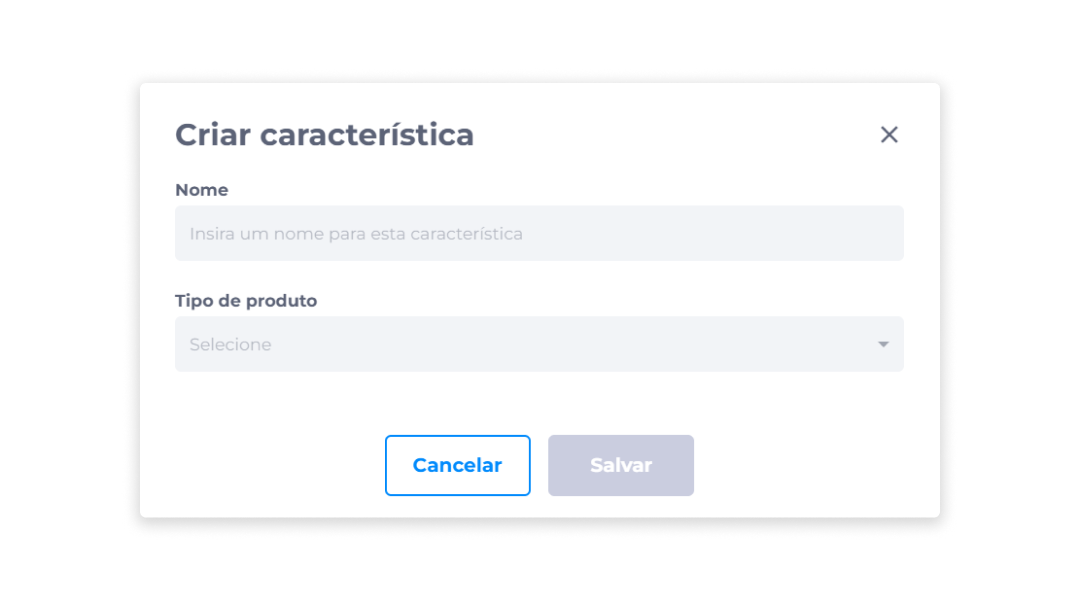 Criar característica
Nome
Insira um nome para esta característica
Tipo de produto
Selecione
Cancelar
Salvar